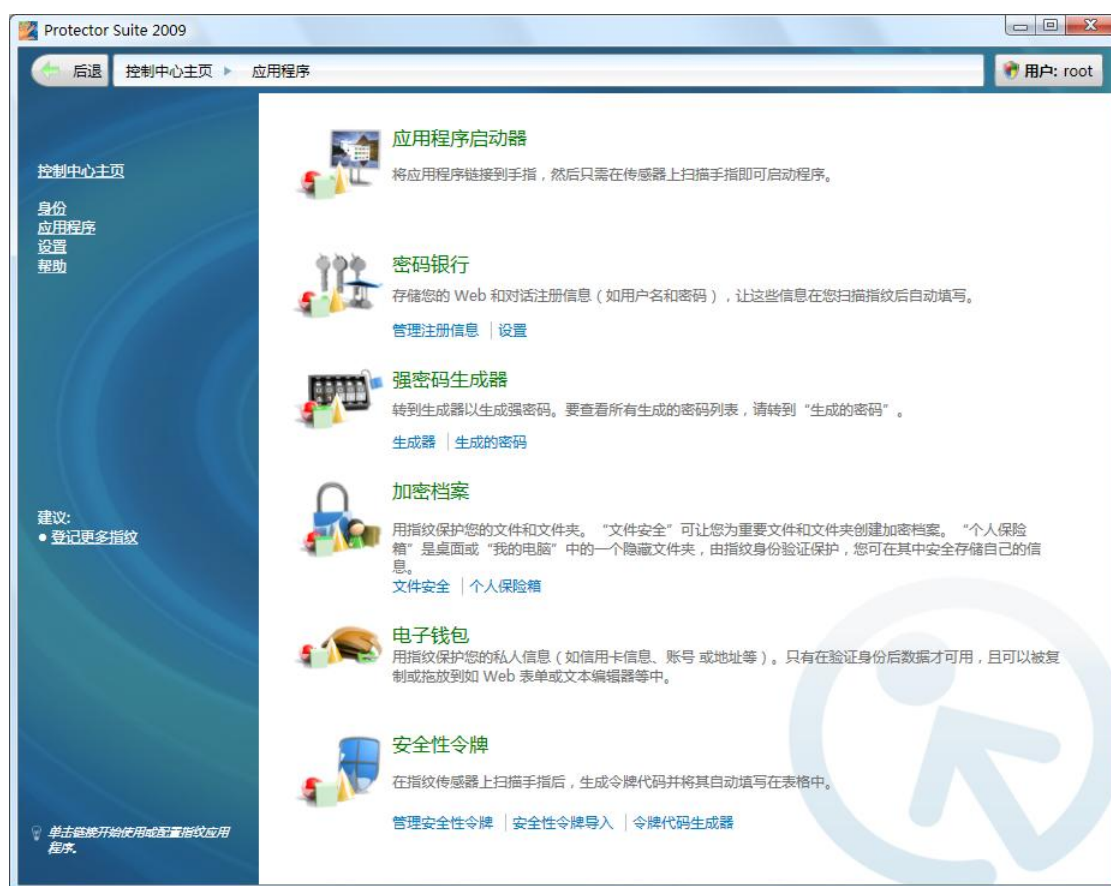 Protector Suite 2009
后退 控制中心主页 应用程序 用户: root
控制中心主页
身份
应用程序
设置
帮助
建议:
登记更多指纹
单击链接开始使用或配置指纹应用
程序。
应用程序启动器
将应用程序链接到手指，然后只需在传感器上扫描手指即可启动程序。
密码银行
存储您的 Web 和对话注册信息（如用户名和密码），让这些信息在您扫描指纹后自动填写。
管理注册信息 设置
强密码生成器
转到生成器以生成强密码。要查看所有生成的密码列表，请转到“生成的密码”。
生成器 生成的密码
加密档案
用指纹保护您的文件和文件夹。“文件安全”可让您为重要文件和文件夹创建加密档案。“个人保险
箱”是桌面或“我的电脑”中的一个隐藏文件夹，由指纹身份验证保护，您可在其中安全存储自己的信
息。
文件安全 个人保险箱
电子钱包
用指纹保护您的私人信息（如信用卡信息、账号 或地址等）。只有在验证身份后数据才可用，且可以被复
制或拖放到如 Web 表单或文本编辑器等中。
安全性令牌
在指纹传感器上扫描手指后，生成令牌代码并将其自动填写在表格中。
管理安全性令牌 安全性令牌导入 令牌代码生成器